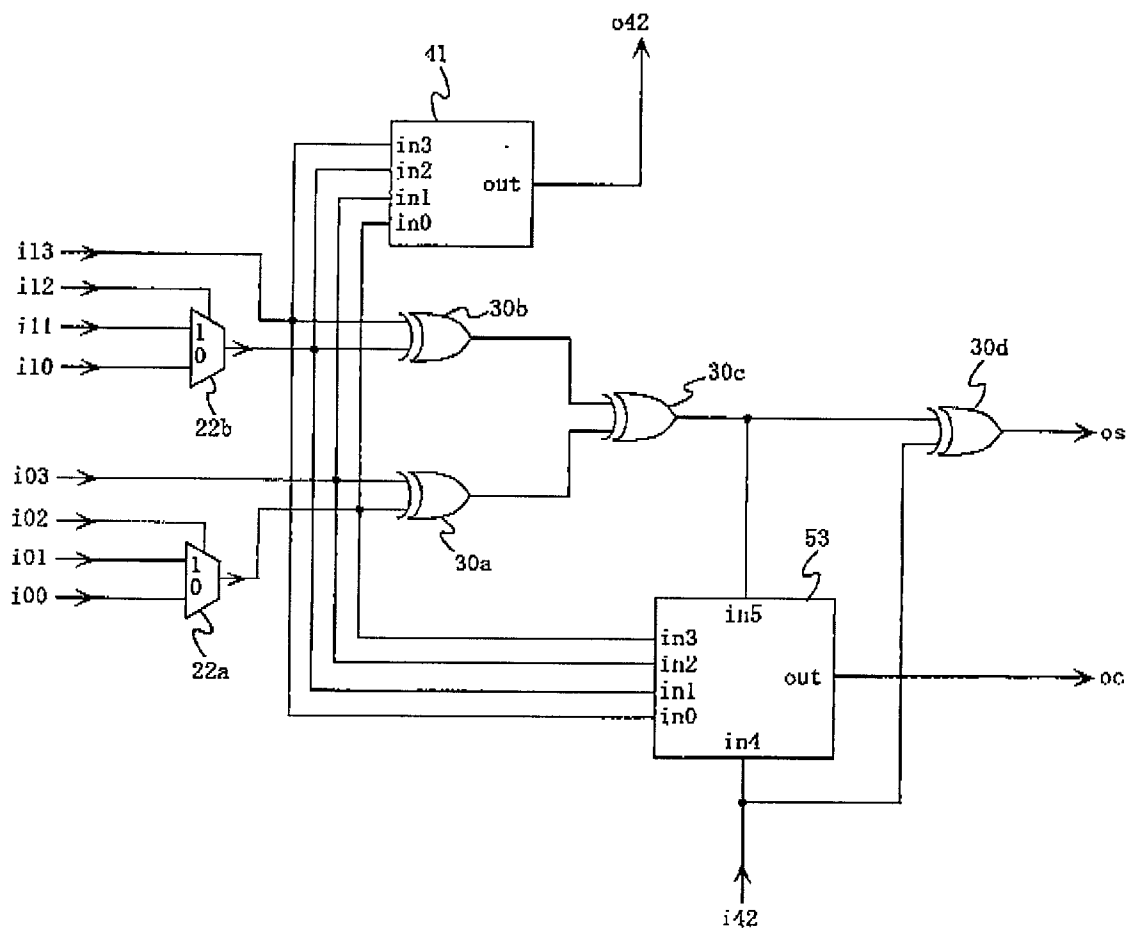 o42
41
in3
in2
in1
in0
out
i13
i12
i11
i10
1
0
22b
30b
30c
30d
os
i03
i02
i01
i00
1
0
22a
30a
53
in5
in3
in2
in1
in0
out
in4
oc
i42